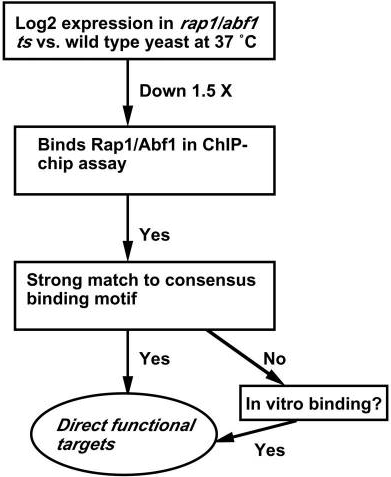 Log2 expression in rap1/abf1
ts vs. wild type yeast at 37 ˚C
Down 1.5 X
Binds Rap1/Abf1 in ChIP-
chip assay
Yes
Strong match to consensus
binding motif
Yes
No
In vitro binding?
Direct functional
targets
Yes